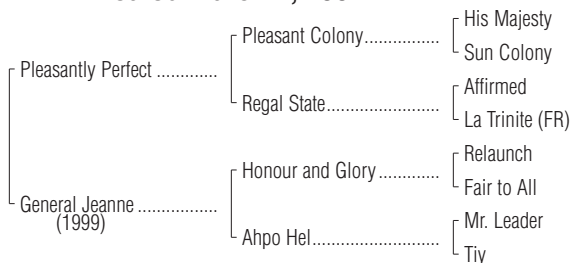 His Majesty
Pleasant Colony................
Sun Colony
Pleasantly Perfect .............
Affirmed
Regal State........................
La Trinite (FR)
Relaunch
Honour and Glory..............
Fair to All
General Jeanne .................
(1999)
Mr. Leader
Ahpo Hel...........................
Tiy